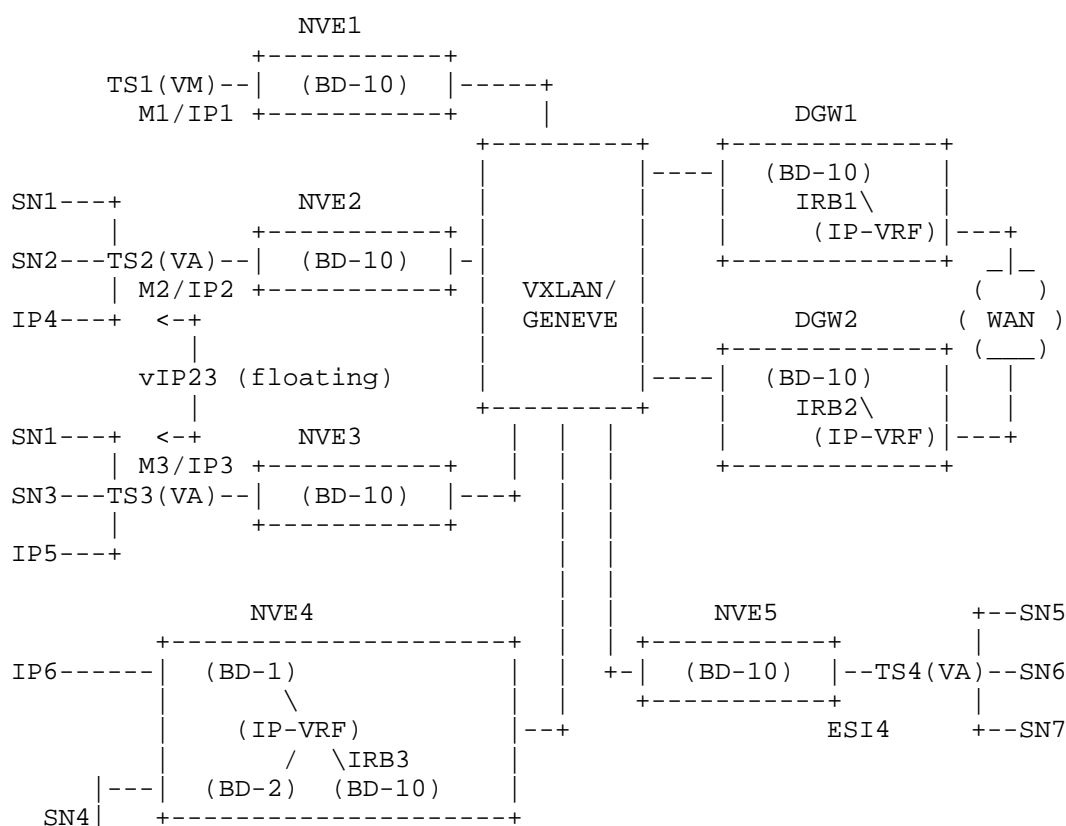 NVE1
TS1(VM)--| (BD-10) |-----+
M1/IP1 DGW1
|----| (BD-10) |
SN1---+ NVE2 IRB1\
(IP-VRF)|---+
SN2---TS2(VA)--| (BD-10) |-|
M2/IP2 VXLAN/
IP4---+ <-+ GENEVE DGW2 ( WAN )
vIP23 (floating) |----| (BD-10) |
IRB2\
SN1---+ <-+ NVE3 (IP-VRF)|---+
M3/IP3
SN3---TS3(VA)--| (BD-10) |---+
IP5---+
NVE4 NVE5 +--SN5
IP6------| (BD-1) | +-| (BD-10) |--TS4(VA)|--SN6
(IP-VRF) |--+ ESI4 +--SN7
/ \IRB3
|---| (BD-2) (BD-10) |
SN4|